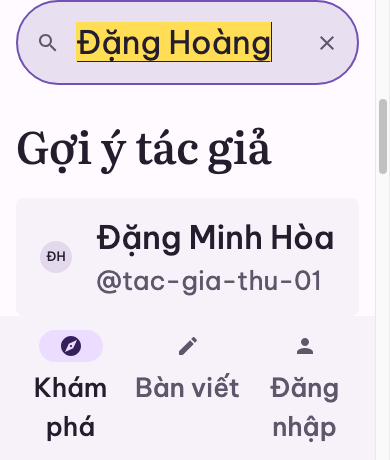 Đặng Hoàng
Gợi ý tác giả
ĐH
Đặng Minh Hòa
@tac-gia-thu-01
Khám phá
Bàn viết
Đăng nhập